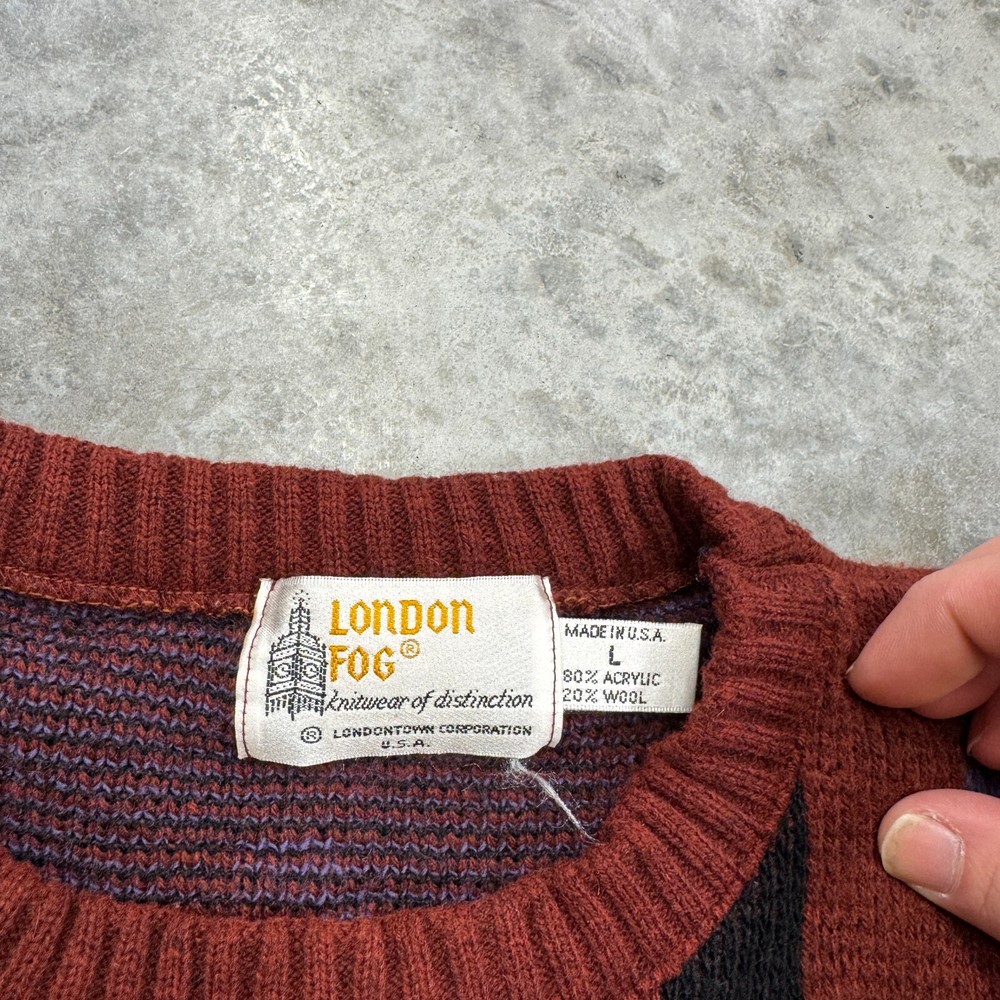 LONDON
FOG®
knitwear of distinction
® LONDONTOWN CORPORATION
U.S.A.
MADE IN U.S.A.
L
80% ACRYLIC
20% WOOL